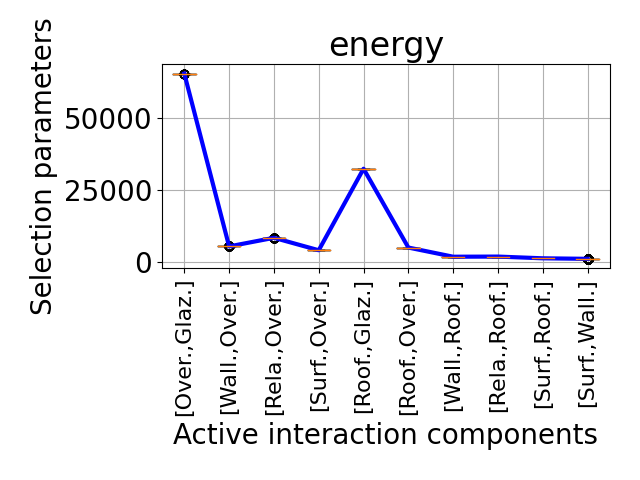 energy
Selection parameters
50000
25000
0
[Over.,Glaz.]
[Wall.,Over.]
[Rela.,Over.]
[Surf.,Over.]
[Roof.,Glaz.]
[Roof.,Over.]
[Wall.,Roof.]
[Rela.,Roof.]
[Surf.,Roof.]
[Surf.,Wall.]
Active interaction components